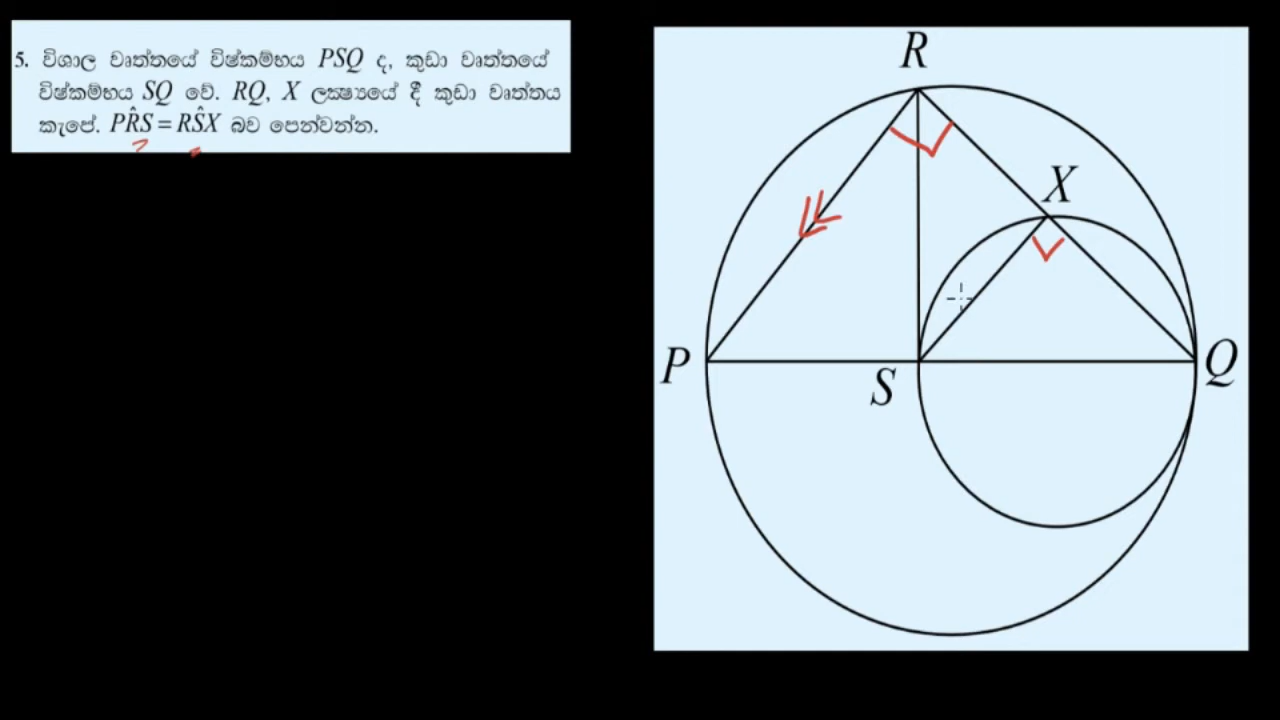 5. විශාල වෘත්තයේ විෂ්කම්භය PSQ ද, කුඩා වෘත්තයේ
විෂ්කම්භය SQ වේ. RQ, X ලක්‍ෂ්‍යයේ දී කුඩා වෘත්තය
කැපේ. PR̂S = RŜX බව පෙන්වන්න.
R
X
P
S
Q